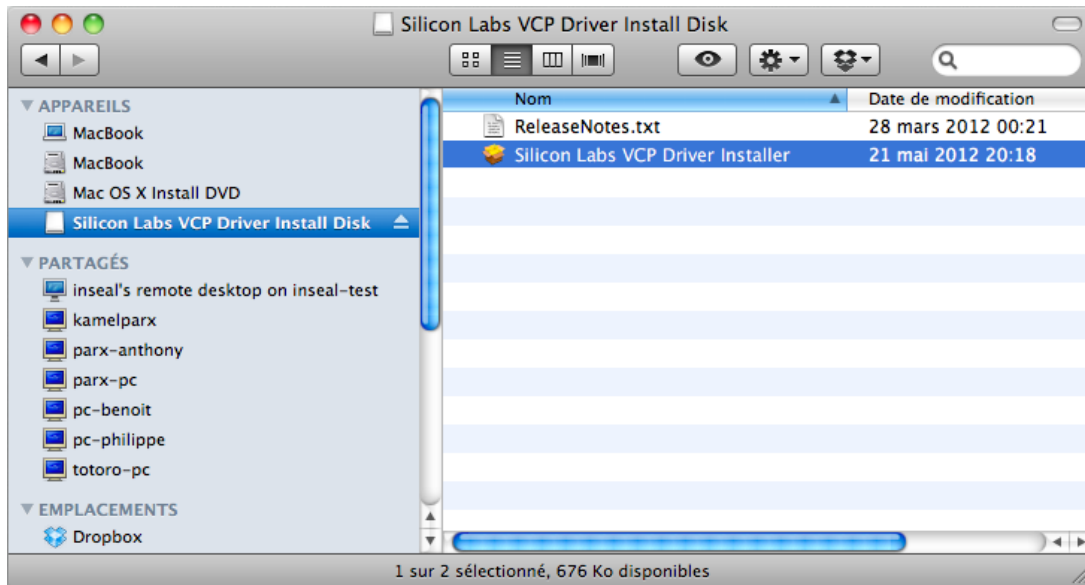 Silicon Labs VCP Driver Install Disk
APPAREILS
MacBook
MacBook
Mac OS X Install DVD
Silicon Labs VCP Driver Install Disk
PARTAGÉS
inseal's remote desktop on inseal-test
kamelparx
parx-anthony
parx-pc
pc-benoit
pc-philippe
totoro-pc
EMPLACEMENTS
Dropbox
Nom Date de modification
ReleaseNotes.txt 28 mars 2012 00:21
Silicon Labs VCP Driver Installer 21 mai 2012 20:18
1 sur 2 sélectionné, 676 Ko disponibles